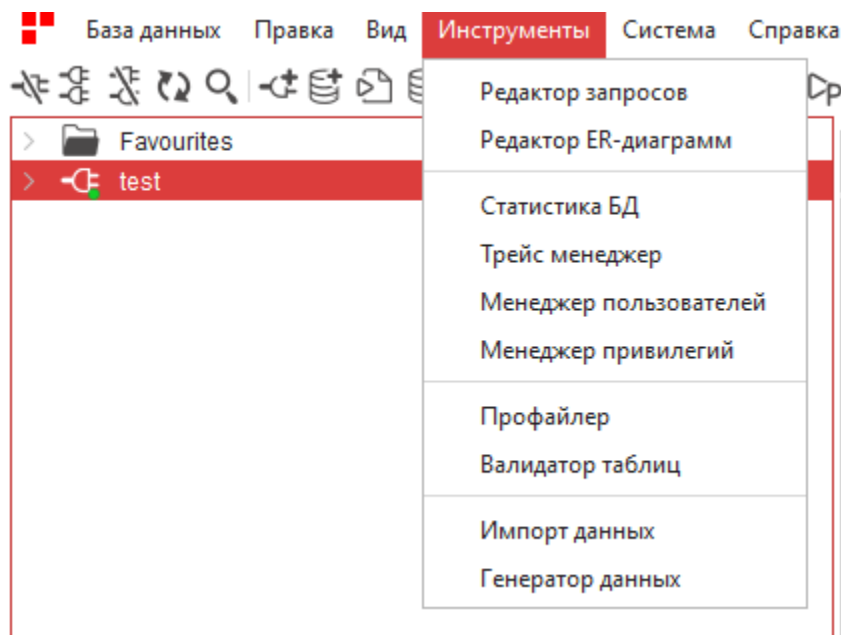 База данных Правка Вид Инструменты Система Справка
Редактор запросов
Редактор ER-диаграмм
Favourites
test
Статистика БД
Трейс менеджер
Менеджер пользователей
Менеджер привилегий
Профайлер
Валидатор таблиц
Импорт данных
Генератор данных